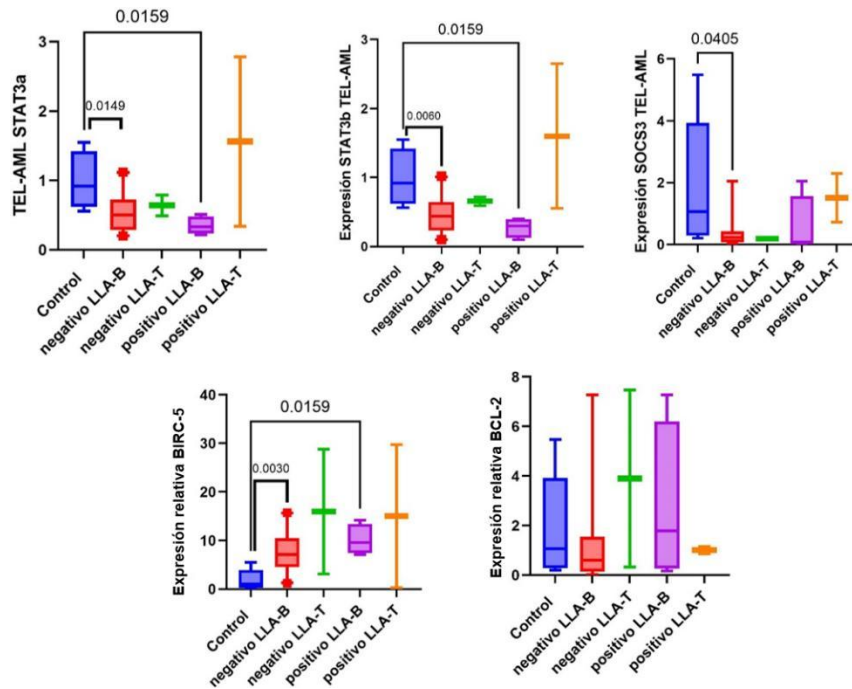 0.0159
0.0149
TEL-AML STAT3a
3
2
1
0
Control
negativo LLA-B
negativo LLA-T
positivo LLA-B
positivo LLA-T
0.0159
0.0060
Expresión STAT3b TEL-AML
3
2
1
0
Control
negativo LLA-B
negativo LLA-T
positivo LLA-B
positivo LLA-T
0.0405
Expresión SOCS3 TEL-AML
6
4
2
0
Control
negativo LLA-B
negativo LLA-T
positivo LLA-B
positivo LLA-T
0.0159
0.0030
Expresión relativa BIRC-5
40
30
20
10
0
Control
negativo LLA-B
negativo LLA-T
positivo LLA-B
positivo LLA-T
Expresión relativa BCL-2
8
6
4
2
0
Control
negativo LLA-B
negativo LLA-T
positivo LLA-B
positivo LLA-T